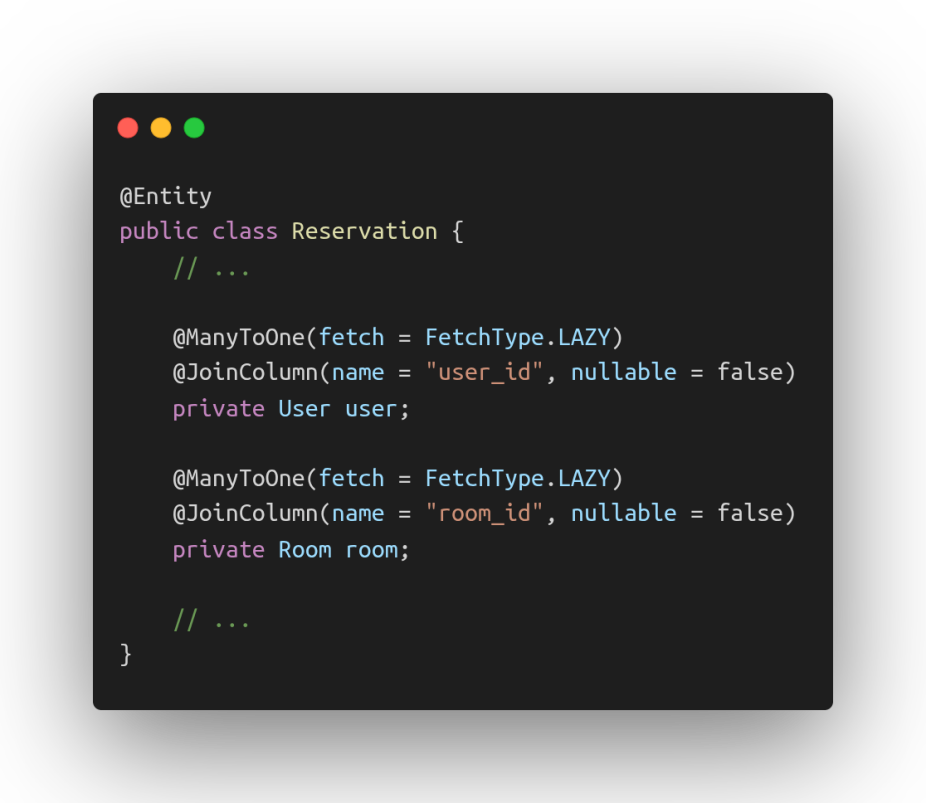 @Entity
public class Reservation {
    // ...

    @ManyToOne(fetch = FetchType.LAZY)
    @JoinColumn(name = "user_id", nullable = false)
    private User user;

    @ManyToOne(fetch = FetchType.LAZY)
    @JoinColumn(name = "room_id", nullable = false)
    private Room room;

    // ...
}